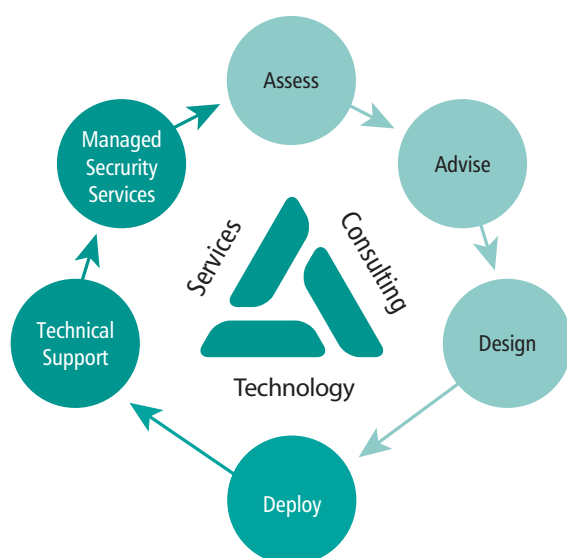 Assess
Managed
Secrurity
Services
Advise
Services
Consulting
Technical
Support
Design
Technology
Deploy